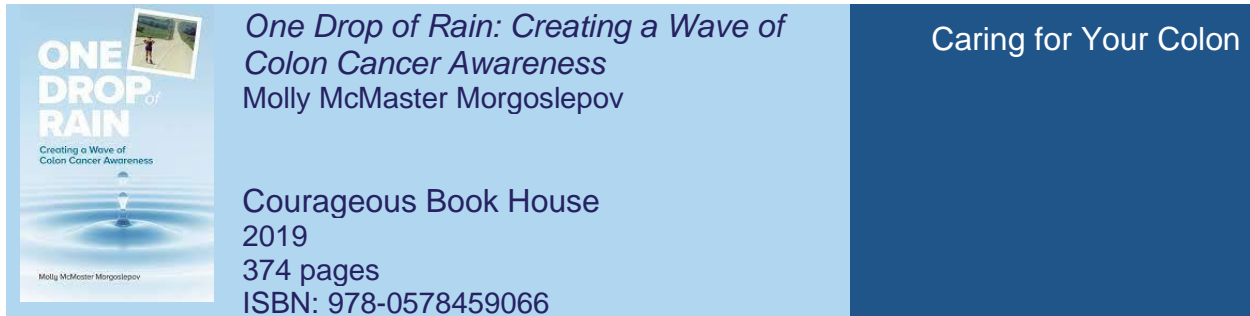 ONE
DROP of
RAIN
Creating a Wave of
Colon Cancer Awareness
Molly McMaster Morgoslepov
One Drop of Rain: Creating a Wave of
Colon Cancer Awareness
Molly McMaster Morgoslepov
Courageous Book House
2019
374 pages
ISBN: 978-0578459066
Caring for Your Colon